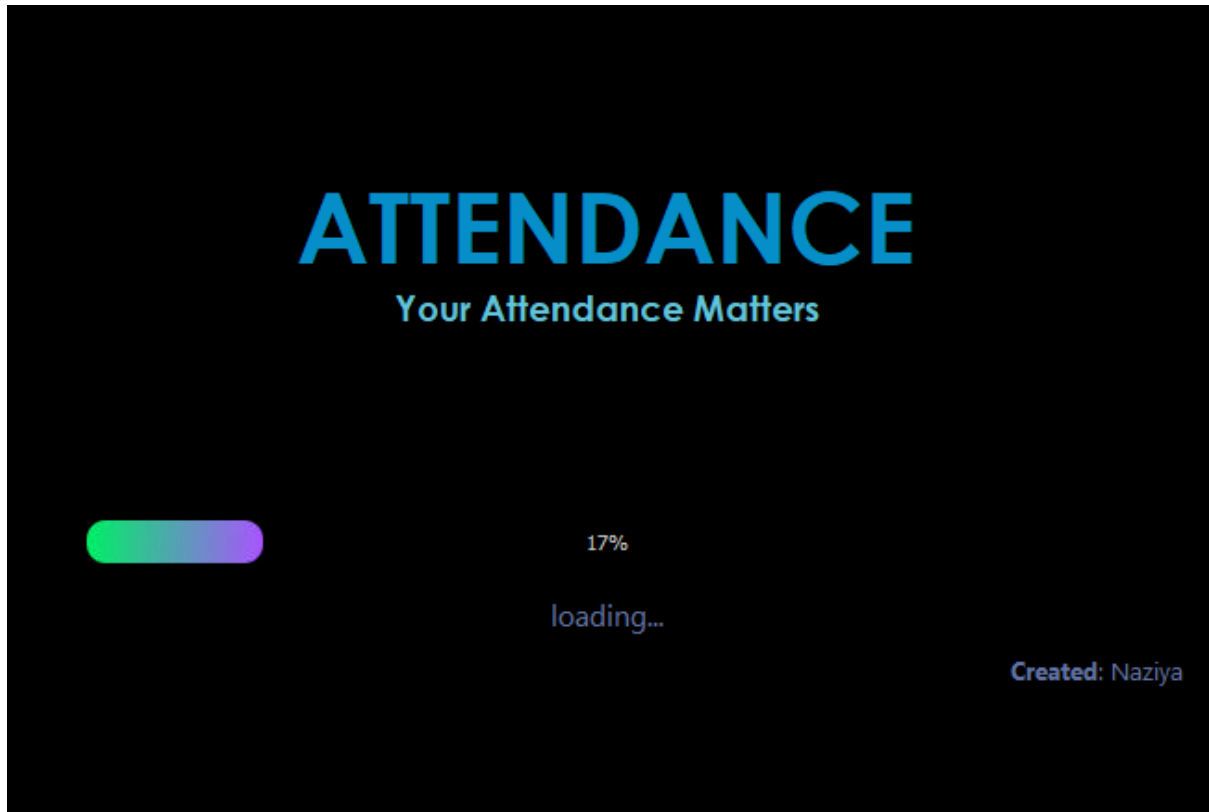 ATTENDANCE
Your Attendance Matters
17%
loading...
Created: Naziya